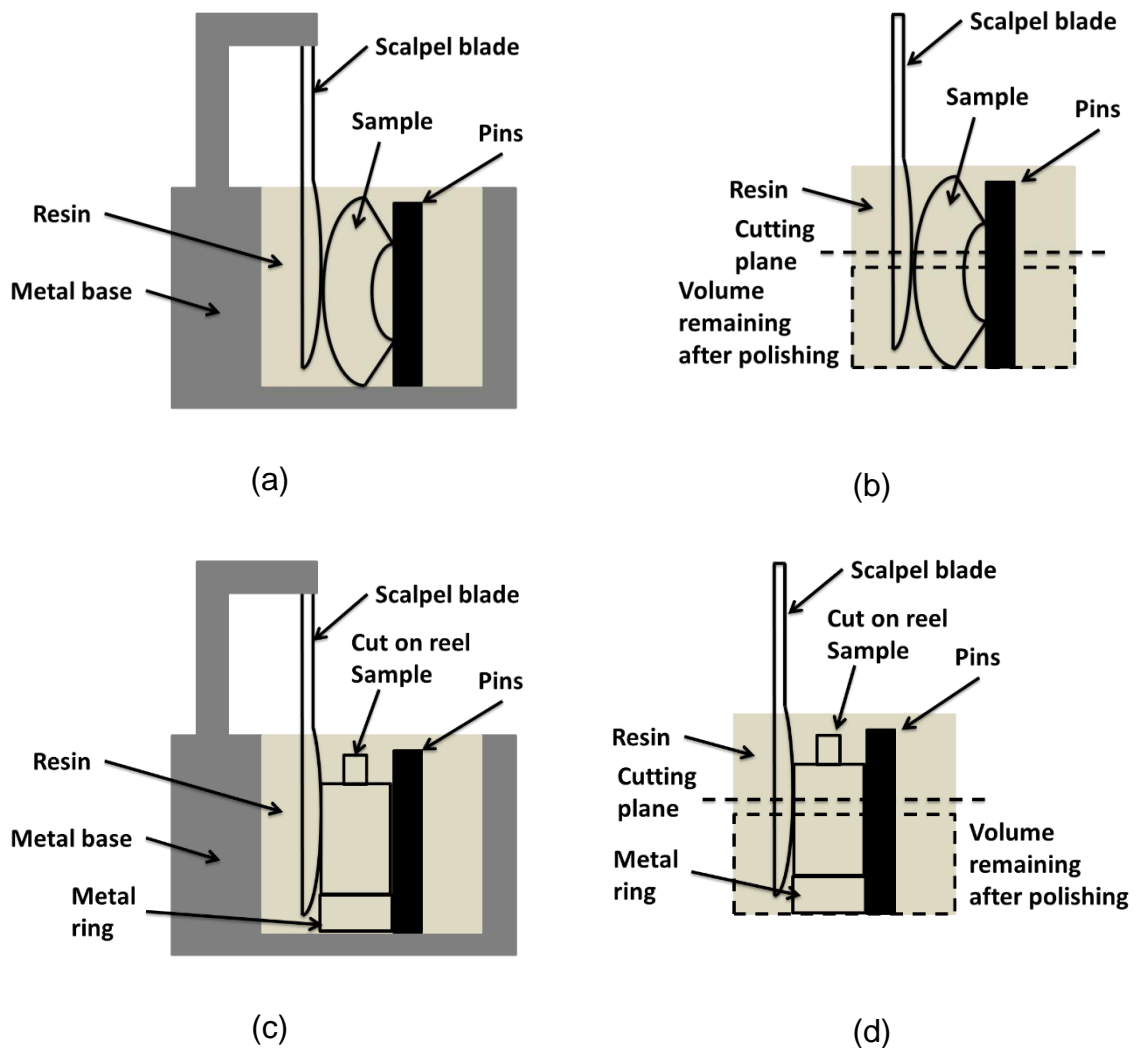 Scalpel blade
Sample
Pins
Resin
Metal base
(a)
Scalpel blade
Sample
Pins
Resin
Cutting
plane
Volume
remaining
after polishing
(b)
Scalpel blade
Cut on reel
Sample
Pins
Resin
Metal base
Metal
ring
(c)
Scalpel blade
Cut on reel
Sample
Pins
Resin
Cutting
plane
Metal
ring
Volume
remaining
after polishing
(d)